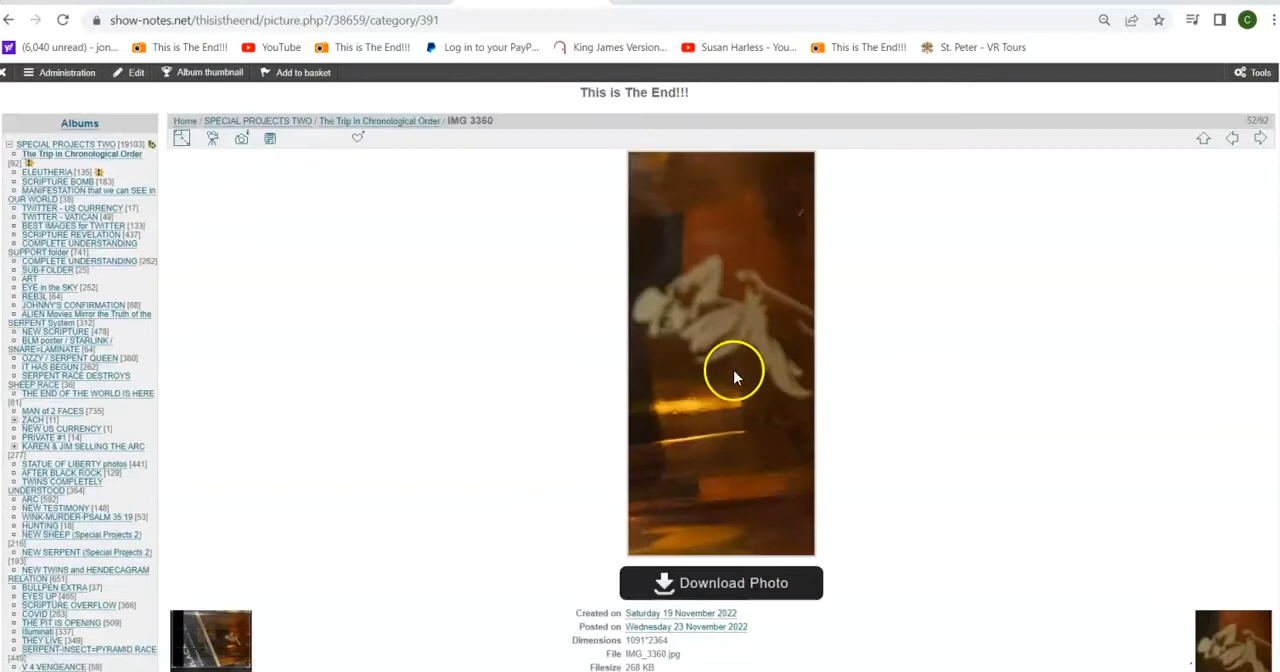 show-notes.net/thisistheend/picture.php?/38659/category/391
(6,040 unread) - jon... This is The End!!! YouTube This is The End!!! Log in to your PayP... King James Version... Susan Harless - You... This is The End!!! St. Peter - VR Tours
Administration Edit Album thumbnail Add to basket Tools
This is The End!!!
Albums
Home / SPECIAL PROJECTS TWO / The Trip in Chronological Order / IMG 3360 52/92
SPECIAL PROJECTS TWO [19103]
The Trip in Chronological Order
[92]
ELEUTHERIA [135]
SCRIPTURE BOMB [183]
MANIFESTATION that we can SEE in
OUR WORLD [38]
TWITTER - US CURRENCY [17]
TWITTER - VATICAN [49]
BEST IMAGES for TWITTER [133]
SCRIPTURE REVELATION [437]
COMPLETE UNDERSTANDING
SUPPORT folder [741]
COMPLETE UNDERSTANDING [262]
SUB-FOLDER [25]
ART
EYE in the SKY [252]
REB3L [64]
JOHNNY'S CONFIRMATION [68]
ALIEN Movies Mirror the Truth of the
SERPENT System [312]
NEW SCRIPTURE [478]
BLM poster / STARLINK /
SNARE=LAMINATE [64]
OZZY / SERPENT QUEEN [380]
IT HAS BEGUN [262]
SERPENT RACE DESTROYS
SHEEP RACE [36]
THE END OF THE WORLD IS HERE
[81]
MAN of 2 FACES [735]
ZACH [11]
NEW US CURRENCY [1]
PRIVATE #1 [14]
KAREN & JIM SELLING THE ARC
[277]
STATUE OF LIBERTY photos [441]
AFTER BLACK ROCK [129]
TWINS COMPLETELY
UNDERSTOOD [364]
ARC [592]
NEW TESTIMONY [148]
WINK-MURDER-PSALM 35:19 [53]
HUNTING [18]
NEW SHEEP (Special Projects 2)
[216]
NEW SERPENT (Special Projects 2)
[193]
NEW TWINS and HENDECAGRAM
RELATION [651]
BULLPEN EXTRA [37]
EYES UP [465]
SCRIPTURE OVERFLOW [366]
COVID [263]
THE PIT IS OPENING [509]
Illuminati [337]
THEY LIVE [349]
SERPENT-INSECT=PYRAMID RACE
[449]
V 4 VENGEANCE [58]
Download Photo
Created on Saturday 19 November 2022
Posted on Wednesday 23 November 2022
Dimensions 1091*2364
File IMG_3360.jpg
Filesize 268 KB
C